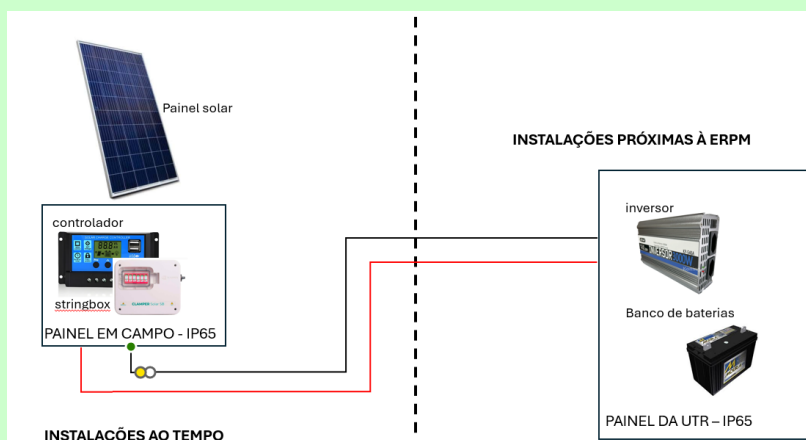 Painel solar
INSTALAÇÕES PRÓXIMAS À ERPM
controlador
inversor
stringbox
CLAMPER
Banco de baterias
PAINEL EM CAMPO - IP65
PAINEL DA UTR – IP65
INSTALAÇÕES AO TEMPO